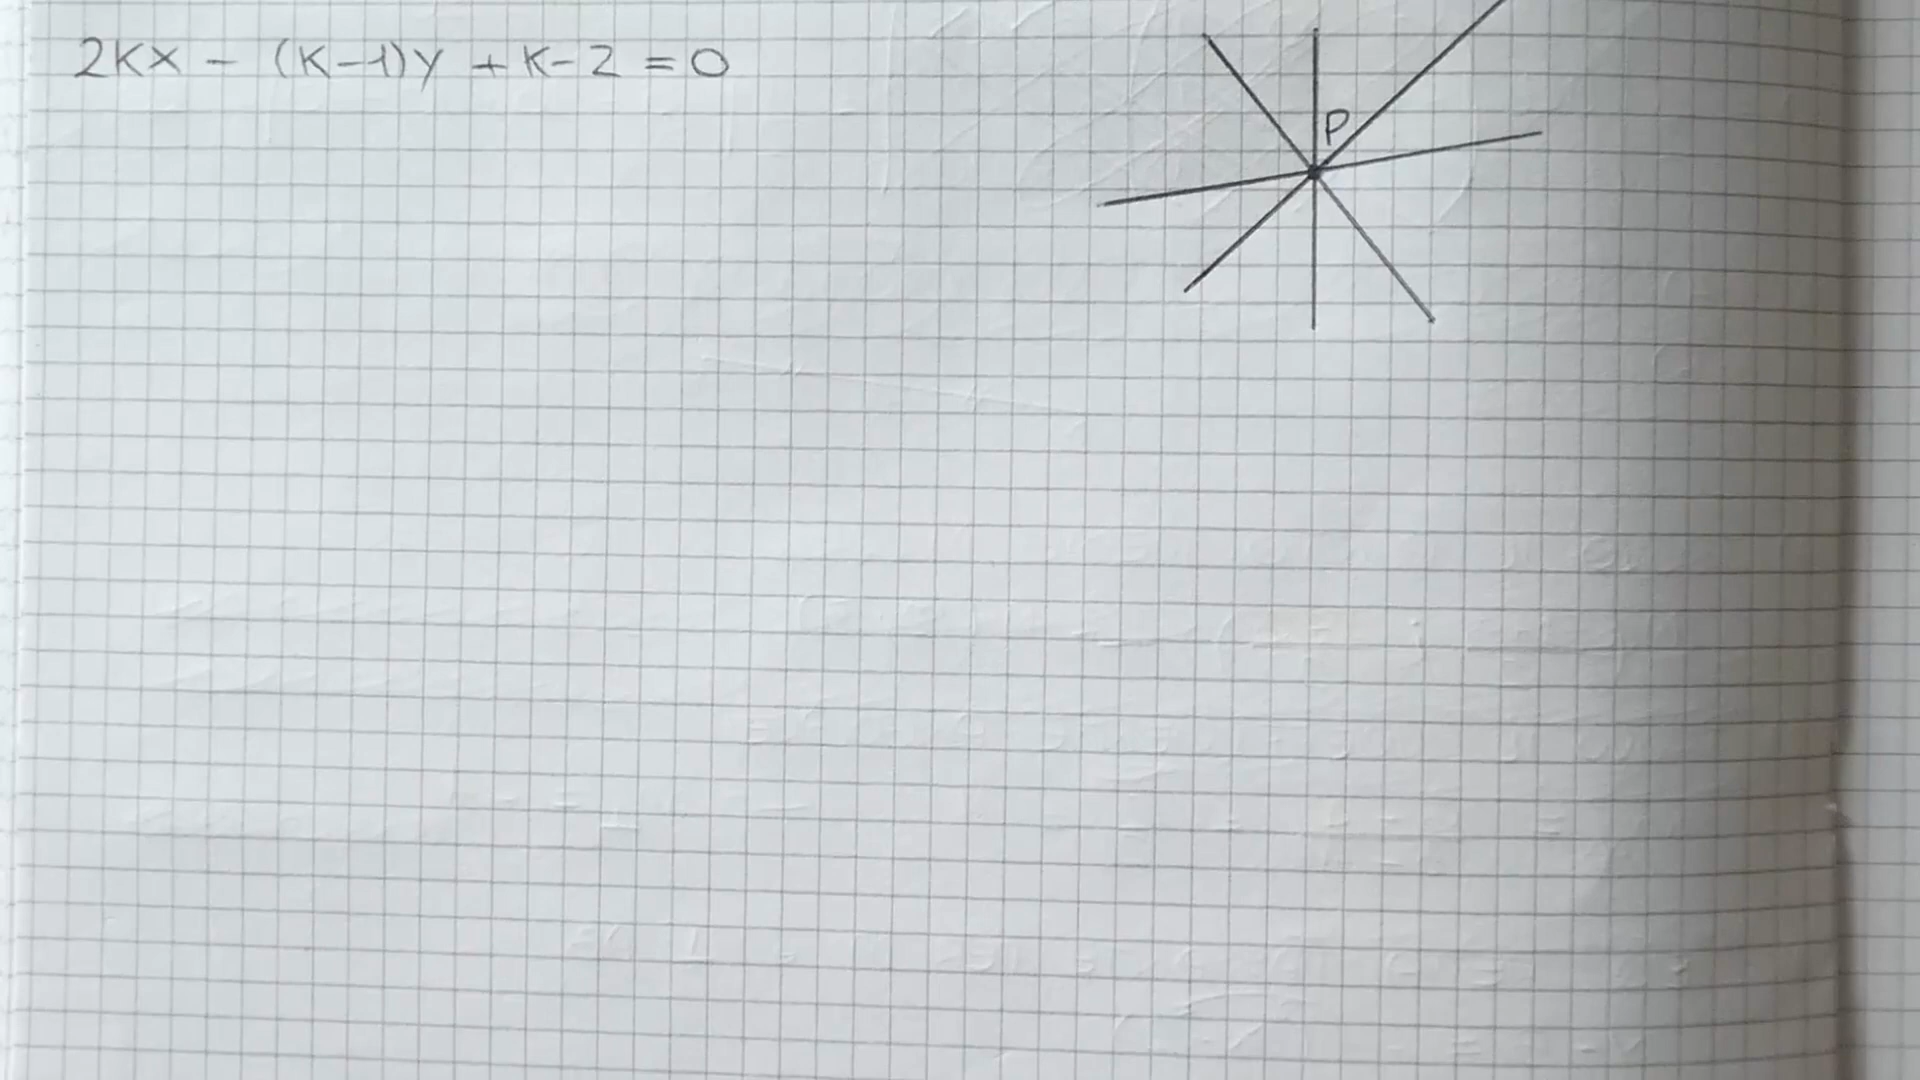 2Kx - (K-1)y + K-2 = 0
P